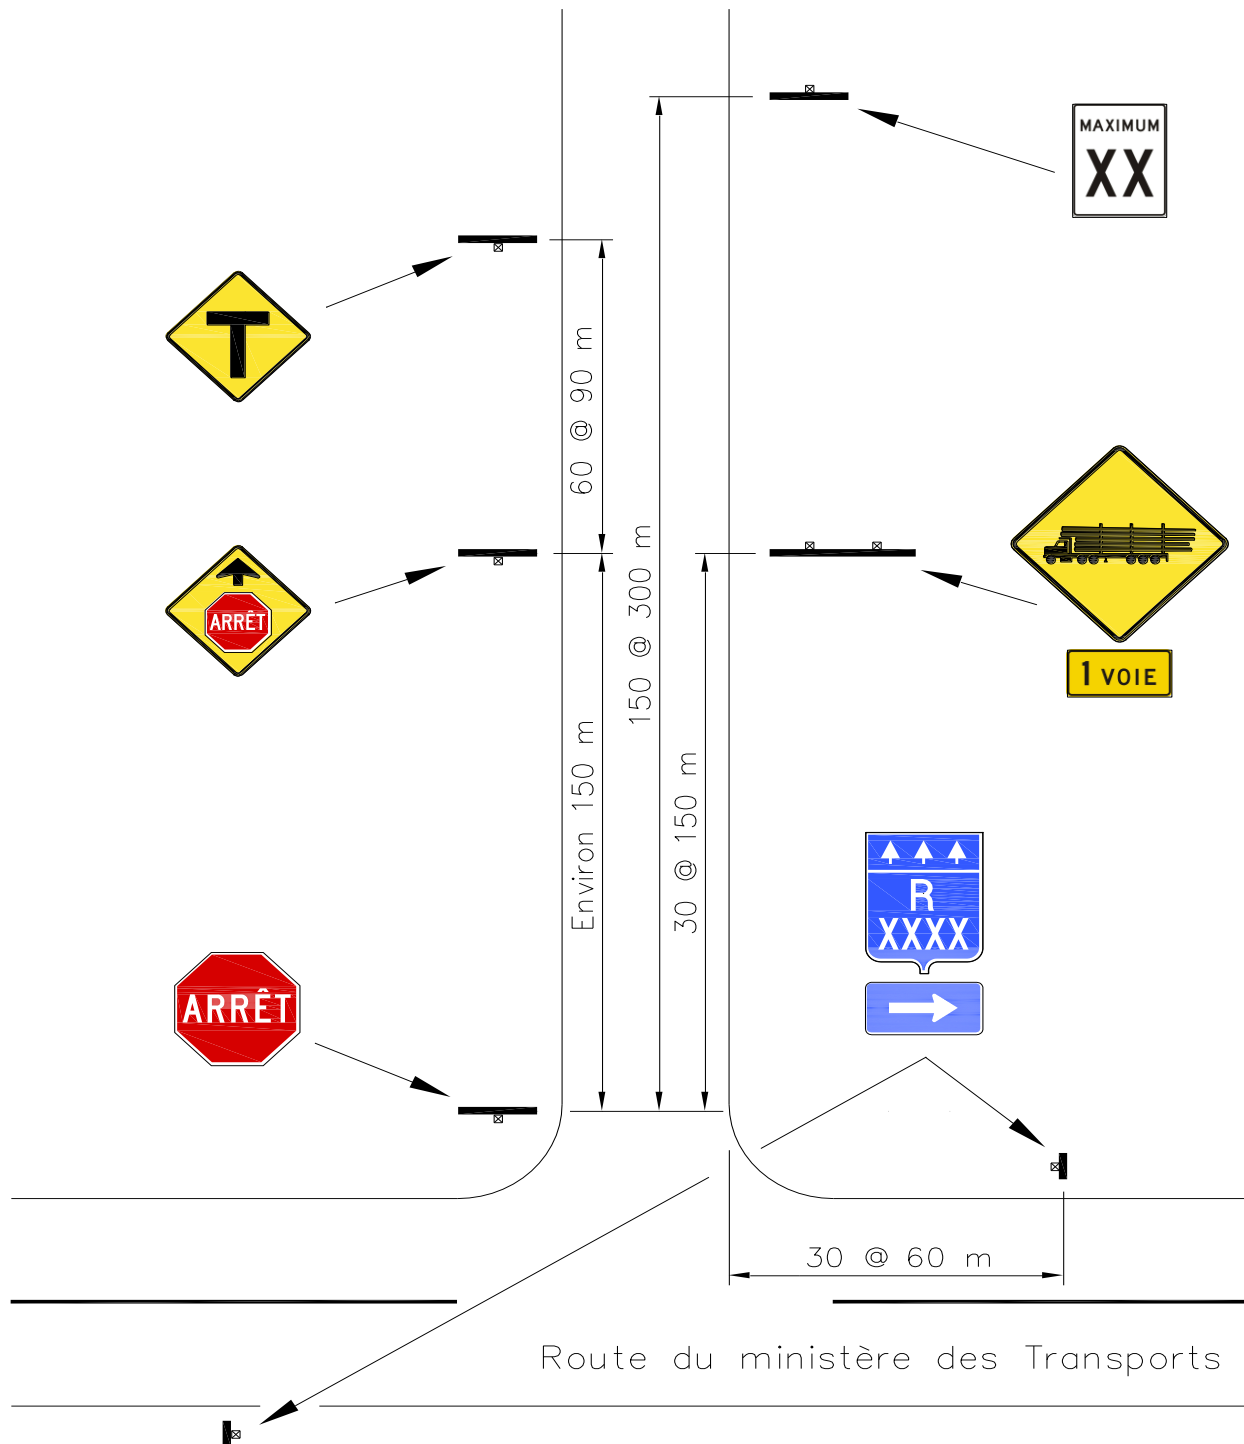 MAXIMUM
XX
T
60 @ 90 m
150 @ 300 m
ARRÊT
1 VOIE
Environ 150 m
30 @ 150 m
R
XXXX
ARRÊT
30 @ 60 m
Route du ministère des Transports